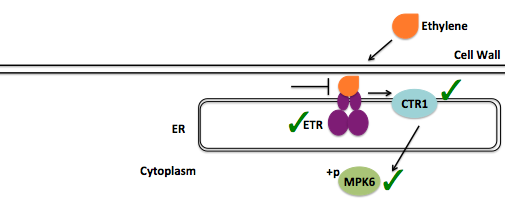 Ethylene
Cell Wall
CTR1
ETR
ER
Cytoplasm
+p
MPK6